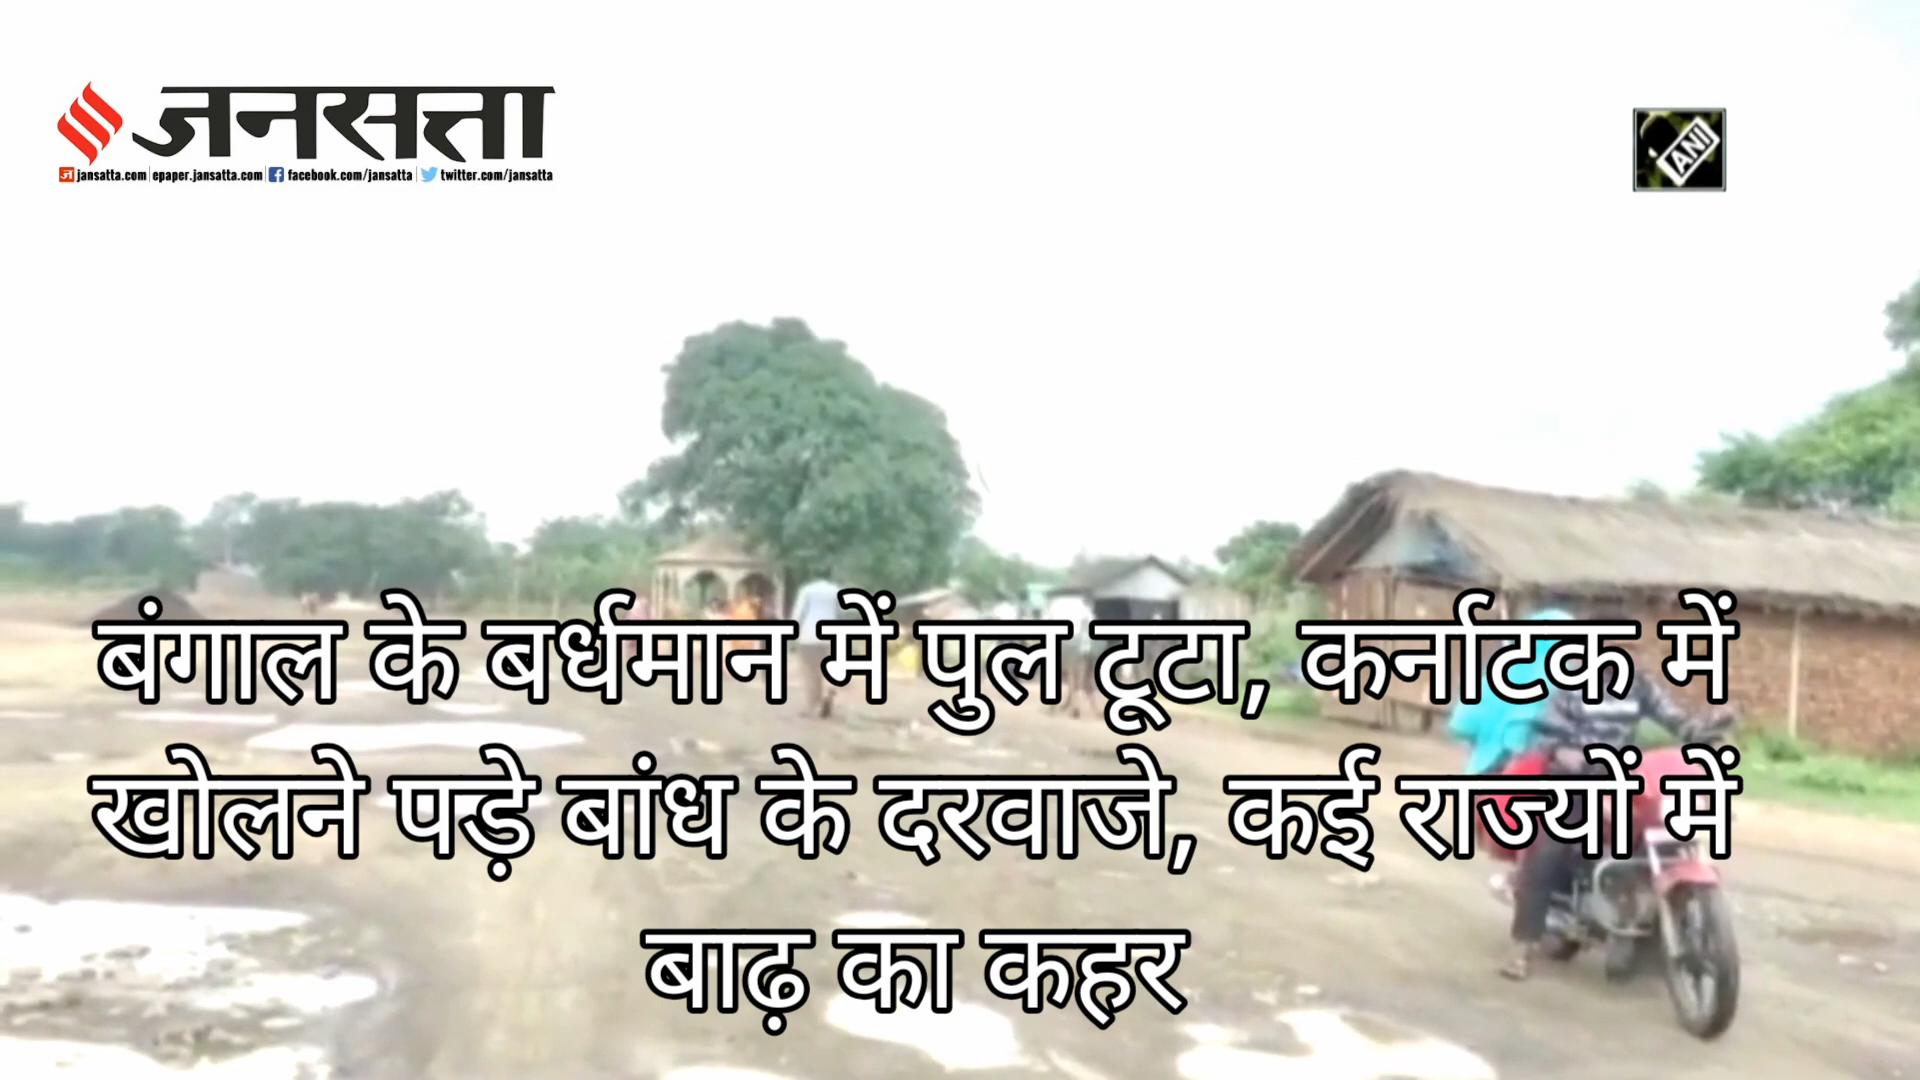 जनसत्ता
jansatta.com epaper.jansatta.com facebook.com/jansatta twitter.com/jansatta
ANI
बंगाल के बर्धमान में पुल टूटा, कर्नाटक में
खोलने पड़े बांध के दरवाजे, कई राज्यों में
बाढ़ का कहर